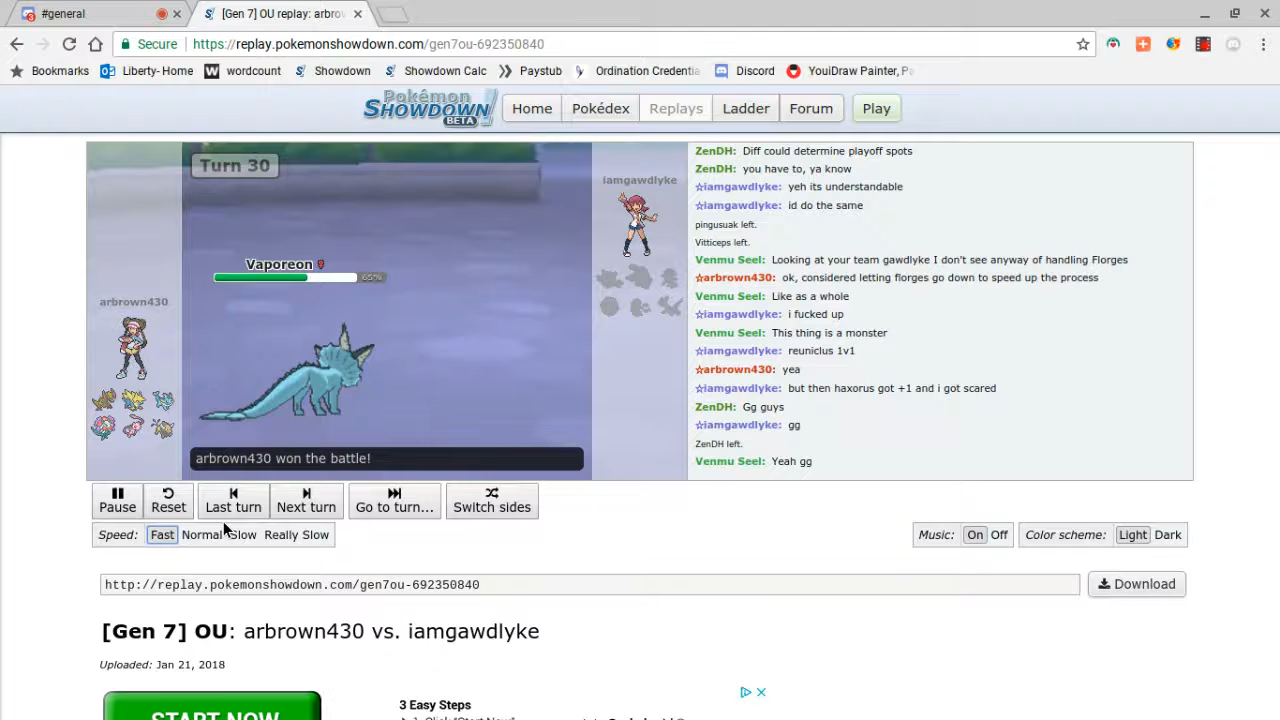 #general
[Gen 7] OU replay: arbrow
Secure
https://replay.pokemonshowdown.com/gen7ou-692350840
Bookmarks
Liberty-Home
wordcount
Showdown
Showdown Calc
Paystub
Ordination Credentia
Discord
YouiDraw Painter, Pa
Pokémon
SHOWDOWN!
BETA
Home
Pokédex
Replays
Ladder
Forum
Play
Turn 30
Vaporeon
65%
arbrown430
iamgawdlyke
arbrown430 won the battle!
ZenDH: Diff could determine playoff spots
ZenDH: you have to, ya know
☆iamgawdlyke: yeh its understandable
☆iamgawdlyke: id do the same
pingusuak left.
Vitticeps left.
Venmu Seel: Looking at your team gawdlyke I don't see anyway of handling Florges
☆arbrown430: ok, considered letting florges go down to speed up the process
Venmu Seel: Like as a whole
☆iamgawdlyke: i fucked up
Venmu Seel: This thing is a monster
☆iamgawdlyke: reuniclus 1v1
☆arbrown430: yea
☆iamgawdlyke: but then haxorus got +1 and i got scared
ZenDH: Gg guys
☆iamgawdlyke: gg
ZenDH left.
Venmu Seel: Yeah gg
Pause
Reset
Last turn
Next turn
Go to turn...
Switch sides
Speed: Fast Normal Slow Really Slow
Music: On Off
Color scheme: Light Dark
http://replay.pokemonshowdown.com/gen7ou-692350840
Download
[Gen 7] OU: arbrown430 vs. iamgawdlyke
Uploaded: Jan 21, 2018
START NOW
3 Easy Steps